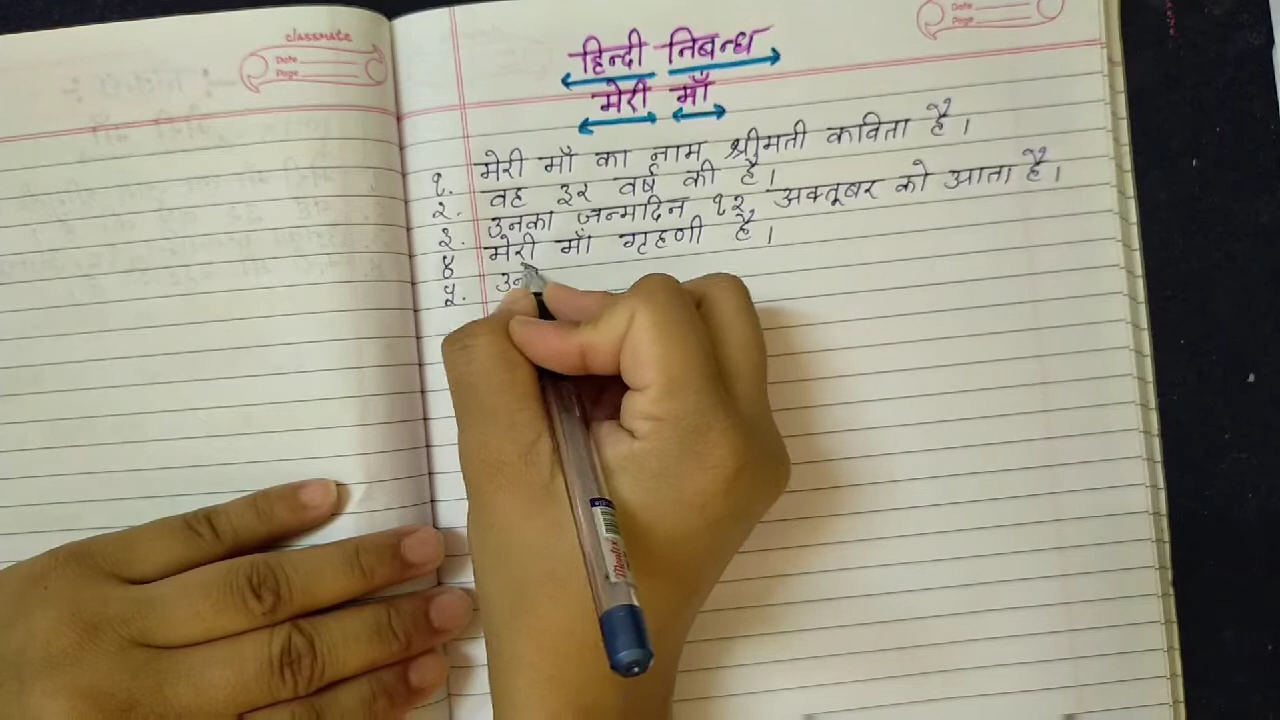 classmate
Date
Page
Date
Page
हिन्दी निबन्ध
मेरी माँ
१. मेरी माँ का नाम श्रीमती कविता है।
२. वह ३२ वर्ष की है।
३. उनका जन्मदिन १२ अक्तूबर को आता है।
४ मेरी माँ गृहणी है।
५. उन